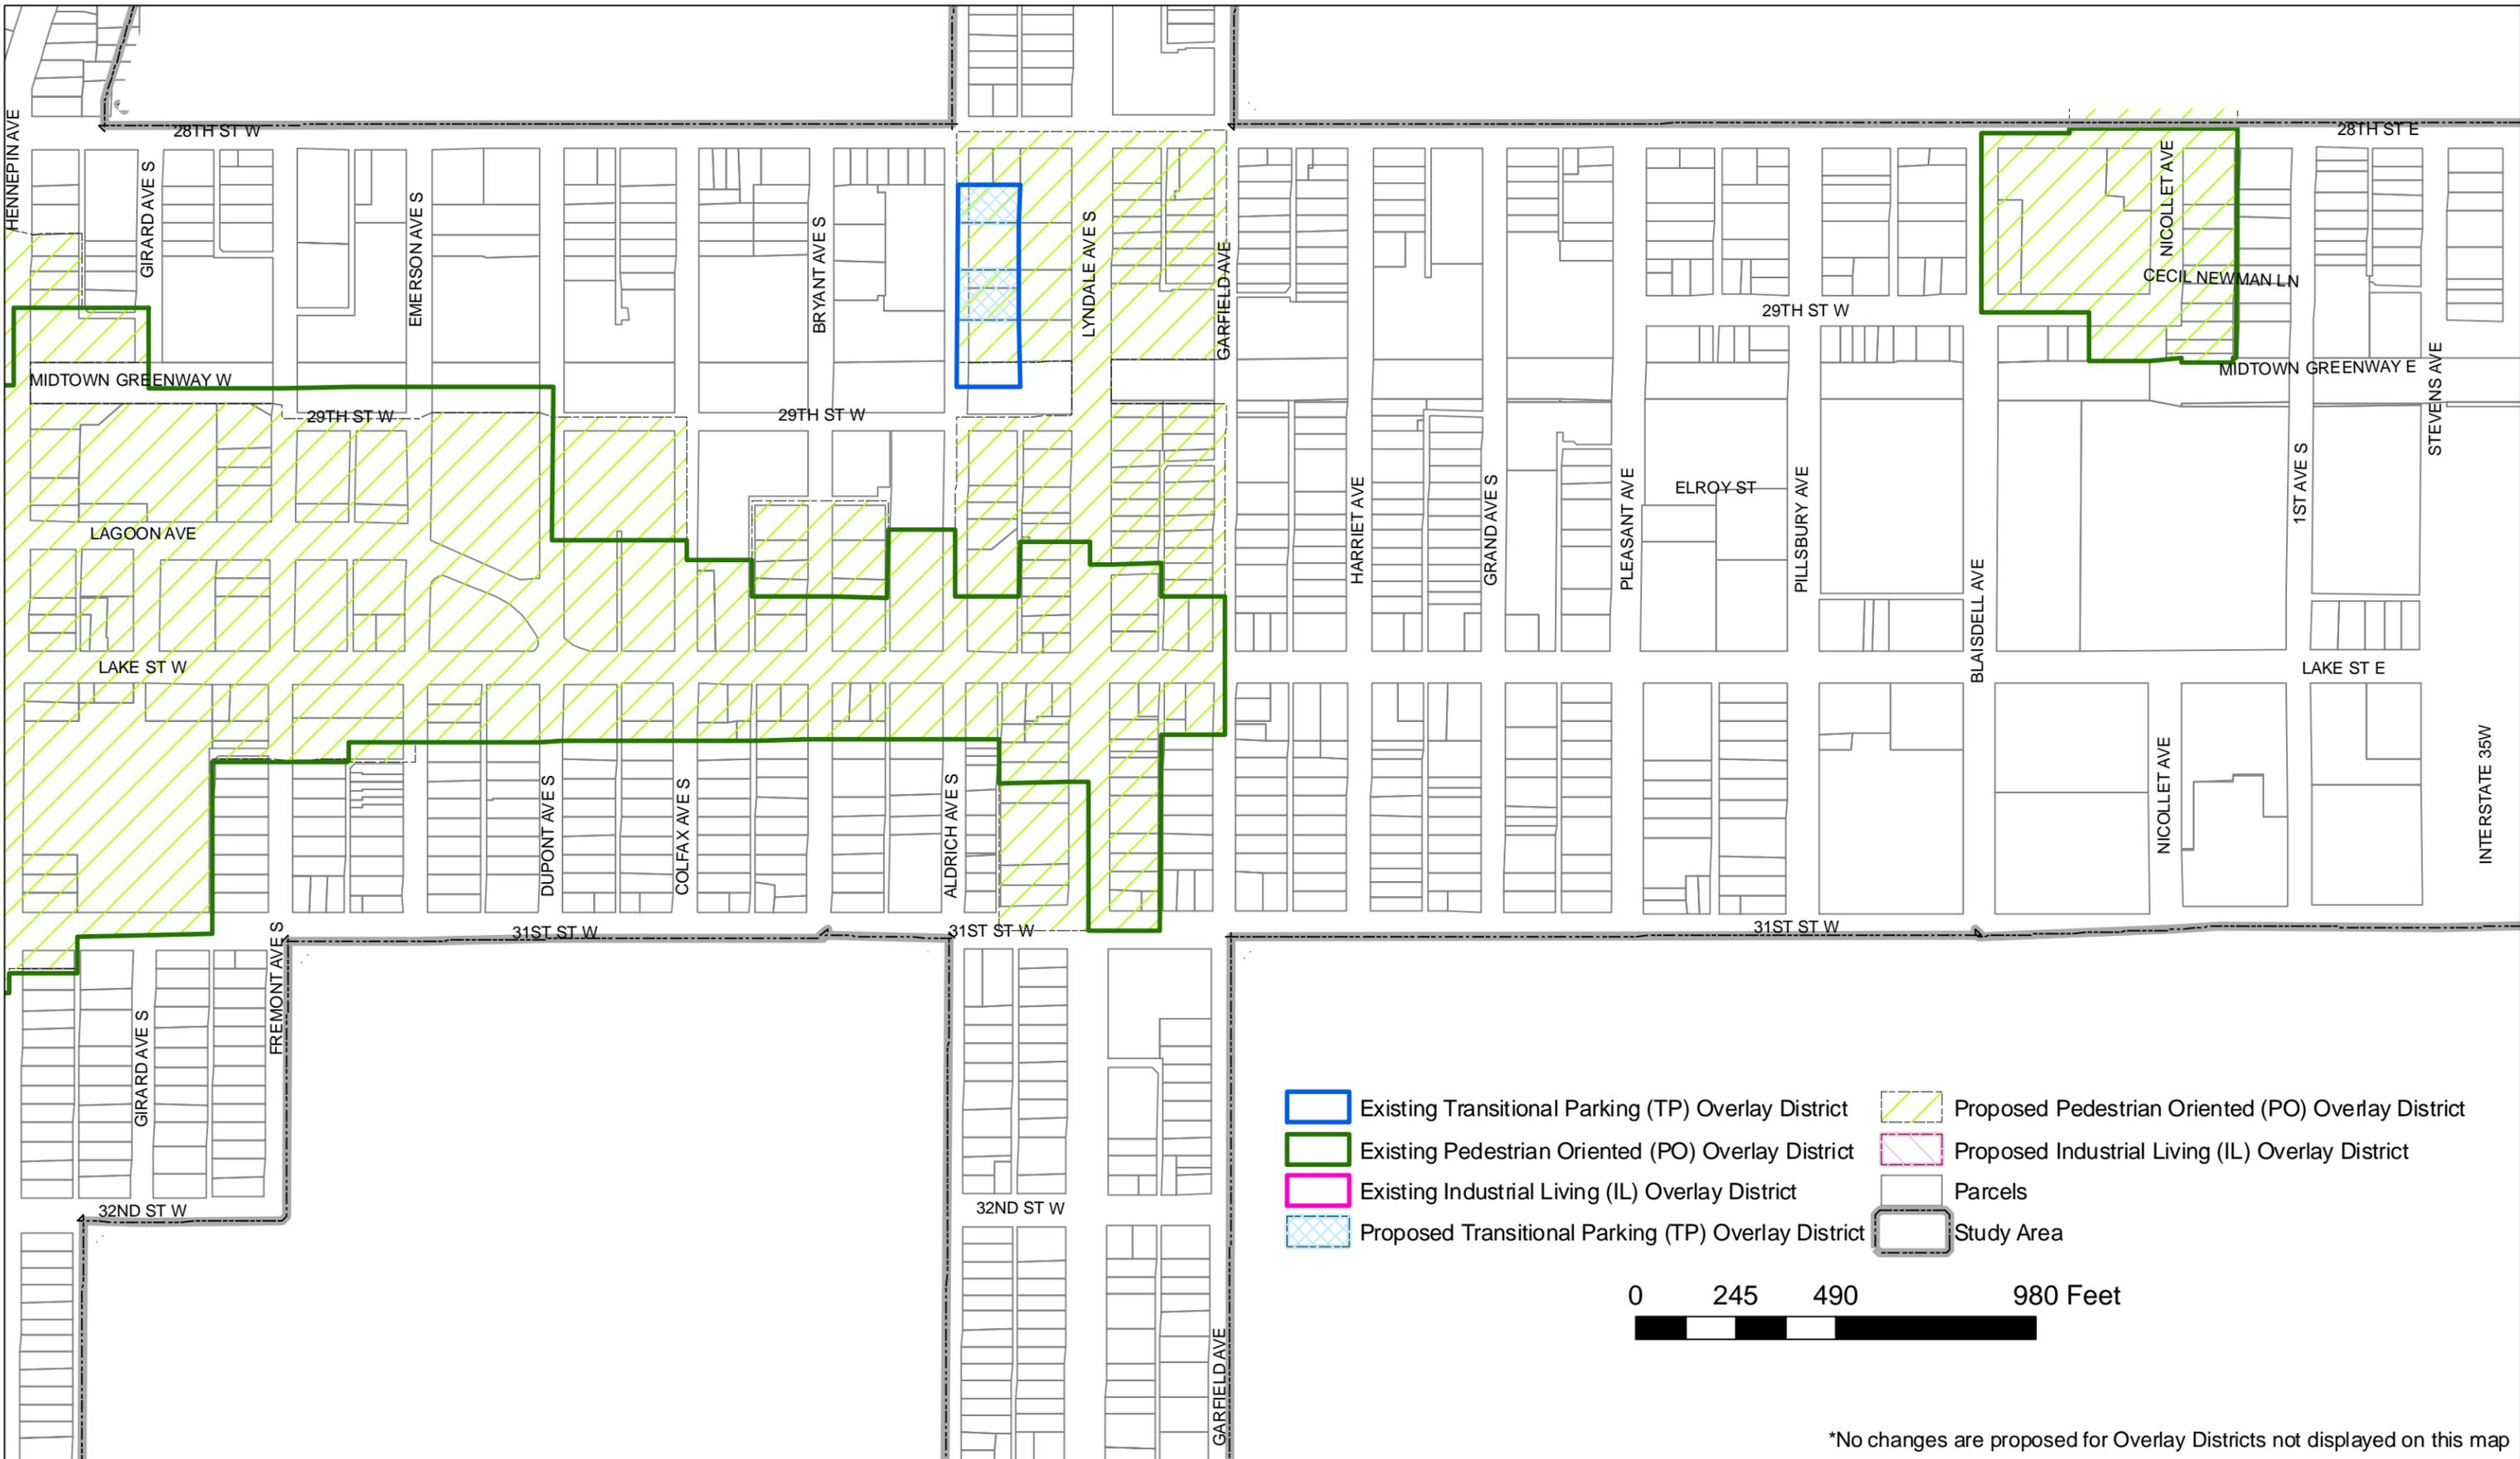 28TH ST W
28TH ST E
HENNEPIN AVE
GIRARD AVE S
EMERSON AVE S
BRYANT AVE S
LYNDALE AVE S
GARFIELD AVE
NICOLLET AVE
CECIL NEWMAN LN
29TH ST W
MIDTOWN GREENWAY W
MIDTOWN GREENWAY E
29TH ST W
29TH ST W
STEVENS AVE
1ST AVE S
HARRIET AVE
GRAND AVE S
PLEASANT AVE
ELROY ST
PILLSBURY AVE
LAGOON AVE
BLAISDELL AVE
LAKE ST W
LAKE ST E
DUPONT AVE S
COLFAX AVE S
ALDRICH AVE S
NICOLLET AVE
INTERSTATE 35W
FREMONT AVE S
31ST ST W
31ST ST W
31ST ST W
GIRARD AVE S
32ND ST W
32ND ST W
GARFIELD AVE
Existing Transitional Parking (TP) Overlay District
Existing Pedestrian Oriented (PO) Overlay District
Existing Industrial Living (IL) Overlay District
Proposed Transitional Parking (TP) Overlay District
Proposed Pedestrian Oriented (PO) Overlay District
Proposed Industrial Living (IL) Overlay District
Parcels
Study Area
0 245 490 980 Feet
*No changes are proposed for Overlay Districts not displayed on this map